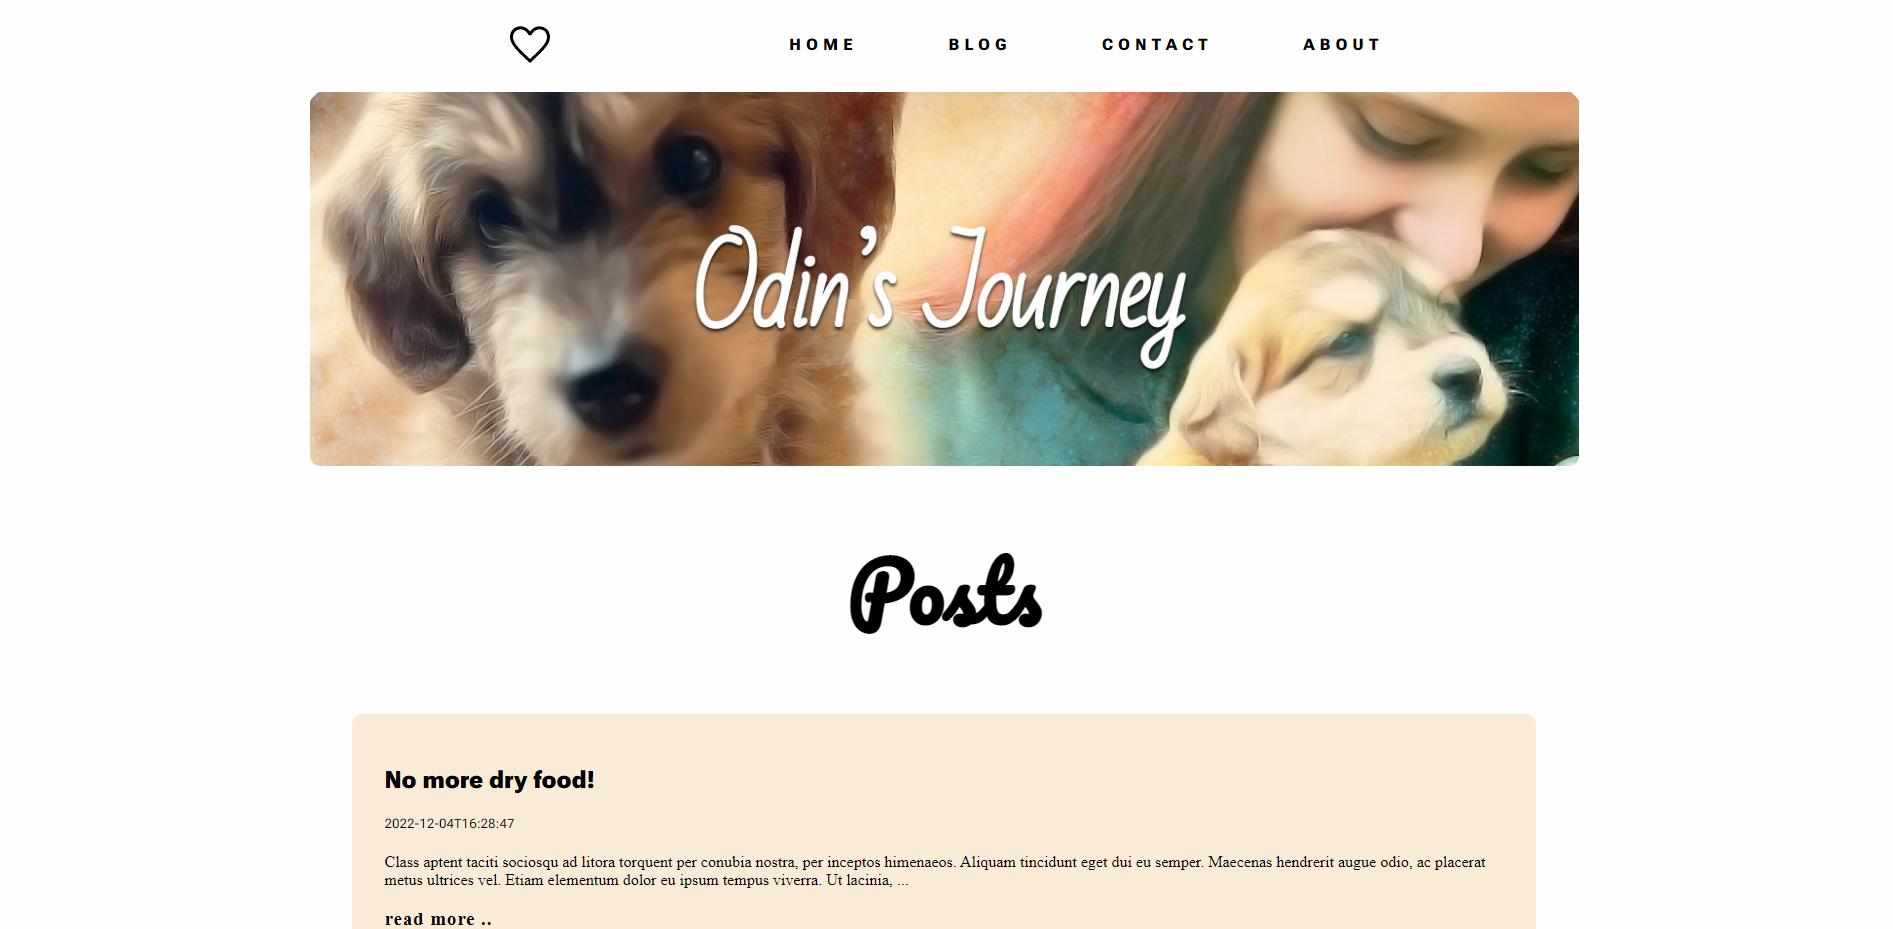 HOME BLOG CONTACT ABOUT
Odin's Journey
Posts
No more dry food!
2022-12-04T16:28:47
Class aptent taciti sociosqu ad litora torquent per conubia nostra, per inceptos himenaeos. Aliquam tincidunt eget dui eu semper. Maecenas hendrerit augue odio, ac placerat
metus ultrices vel. Etiam elementum dolor eu ipsum tempus viverra. Ut lacinia, ...
read more ..